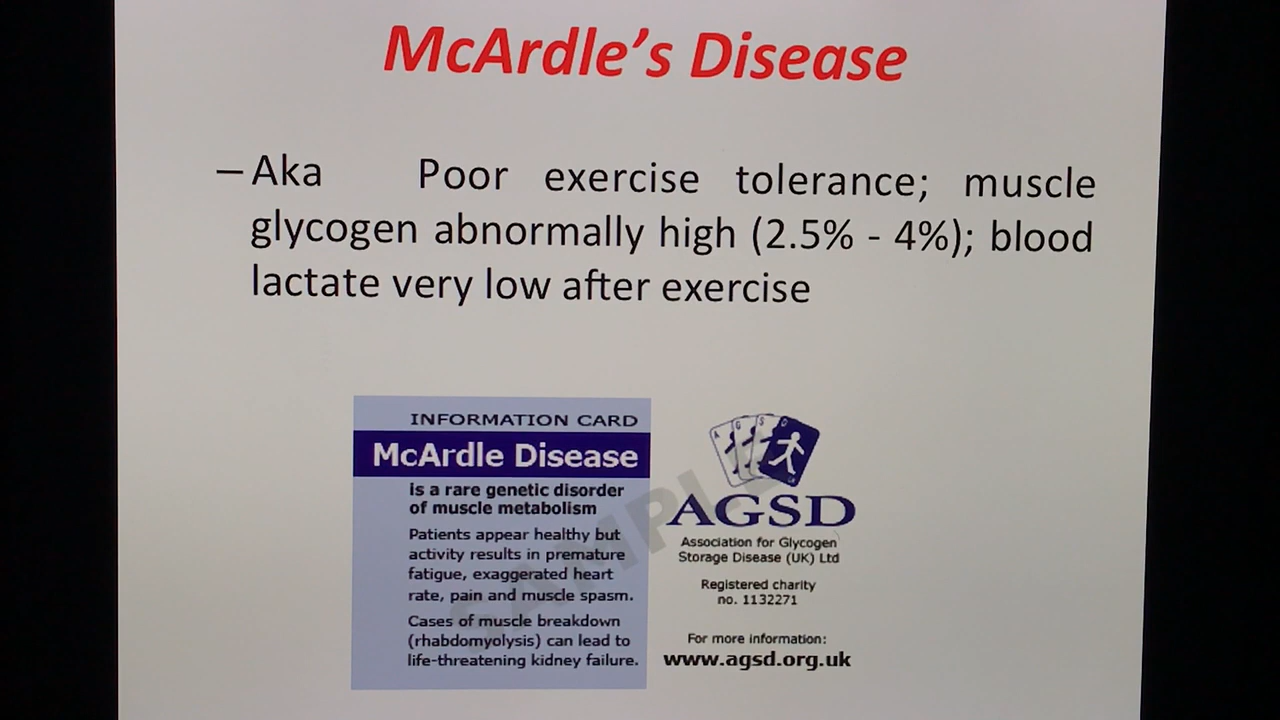 McArdle's Disease
– Aka Poor exercise tolerance; muscle
glycogen abnormally high (2.5% - 4%); blood
lactate very low after exercise
INFORMATION CARD
McArdle Disease
is a rare genetic disorder
of muscle metabolism
Patients appear healthy but
activity results in premature
fatigue, exaggerated heart
rate, pain and muscle spasm.
Cases of muscle breakdown
(rhabdomyolysis) can lead to
life-threatening kidney failure.
SAMPLE
A G S D
AGSD
Association for Glycogen
Storage Disease (UK) Ltd
Registered charity
no. 1132271
For more information:
www.agsd.org.uk